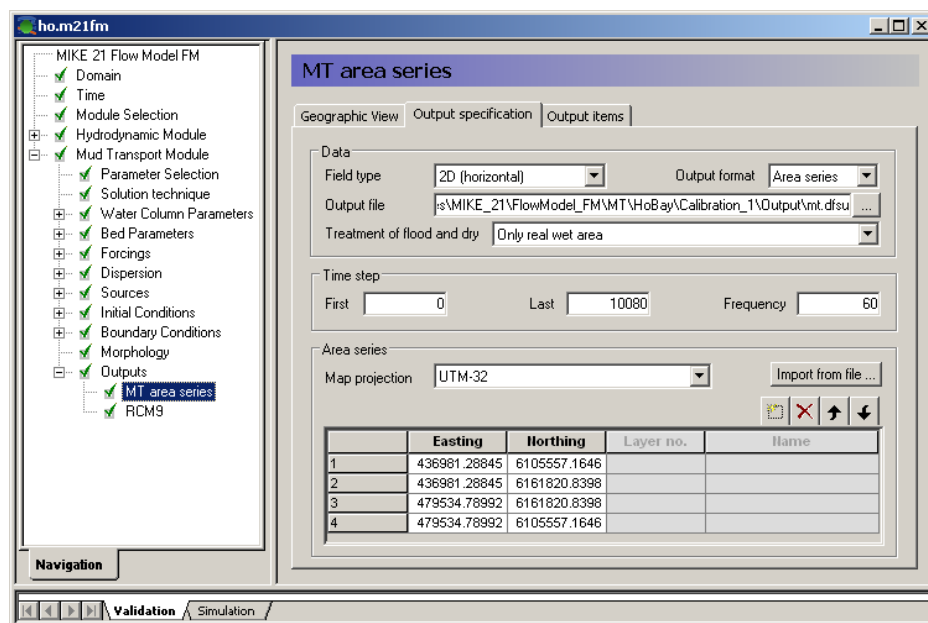 ho.m21fm
MIKE 21 Flow Model FM
Domain
Time
Module Selection
Hydrodynamic Module
Mud Transport Module
Parameter Selection
Solution technique
Water Column Parameters
Bed Parameters
Forcings
Dispersion
Sources
Initial Conditions
Boundary Conditions
Morphology
Outputs
MT area series
RCM9
Navigation
MT area series
Geographic View Output specification Output items
Data
Field type 2D (horizontal) Output format Area series
Output file :s\MIKE_21\FlowModel_FM\MT\HoBay\Calibration_1\Output\mt.dfsu ...
Treatment of flood and dry Only real wet area
Time step
First 0 Last 10080 Frequency 60
Area series
Map projection UTM-32 Import from file ...
Easting Northing Layer no. Name
1 436981.28845 6105557.1646
2 436981.28845 6161820.8398
3 479534.78992 6161820.8398
4 479534.78992 6105557.1646
Validation Simulation